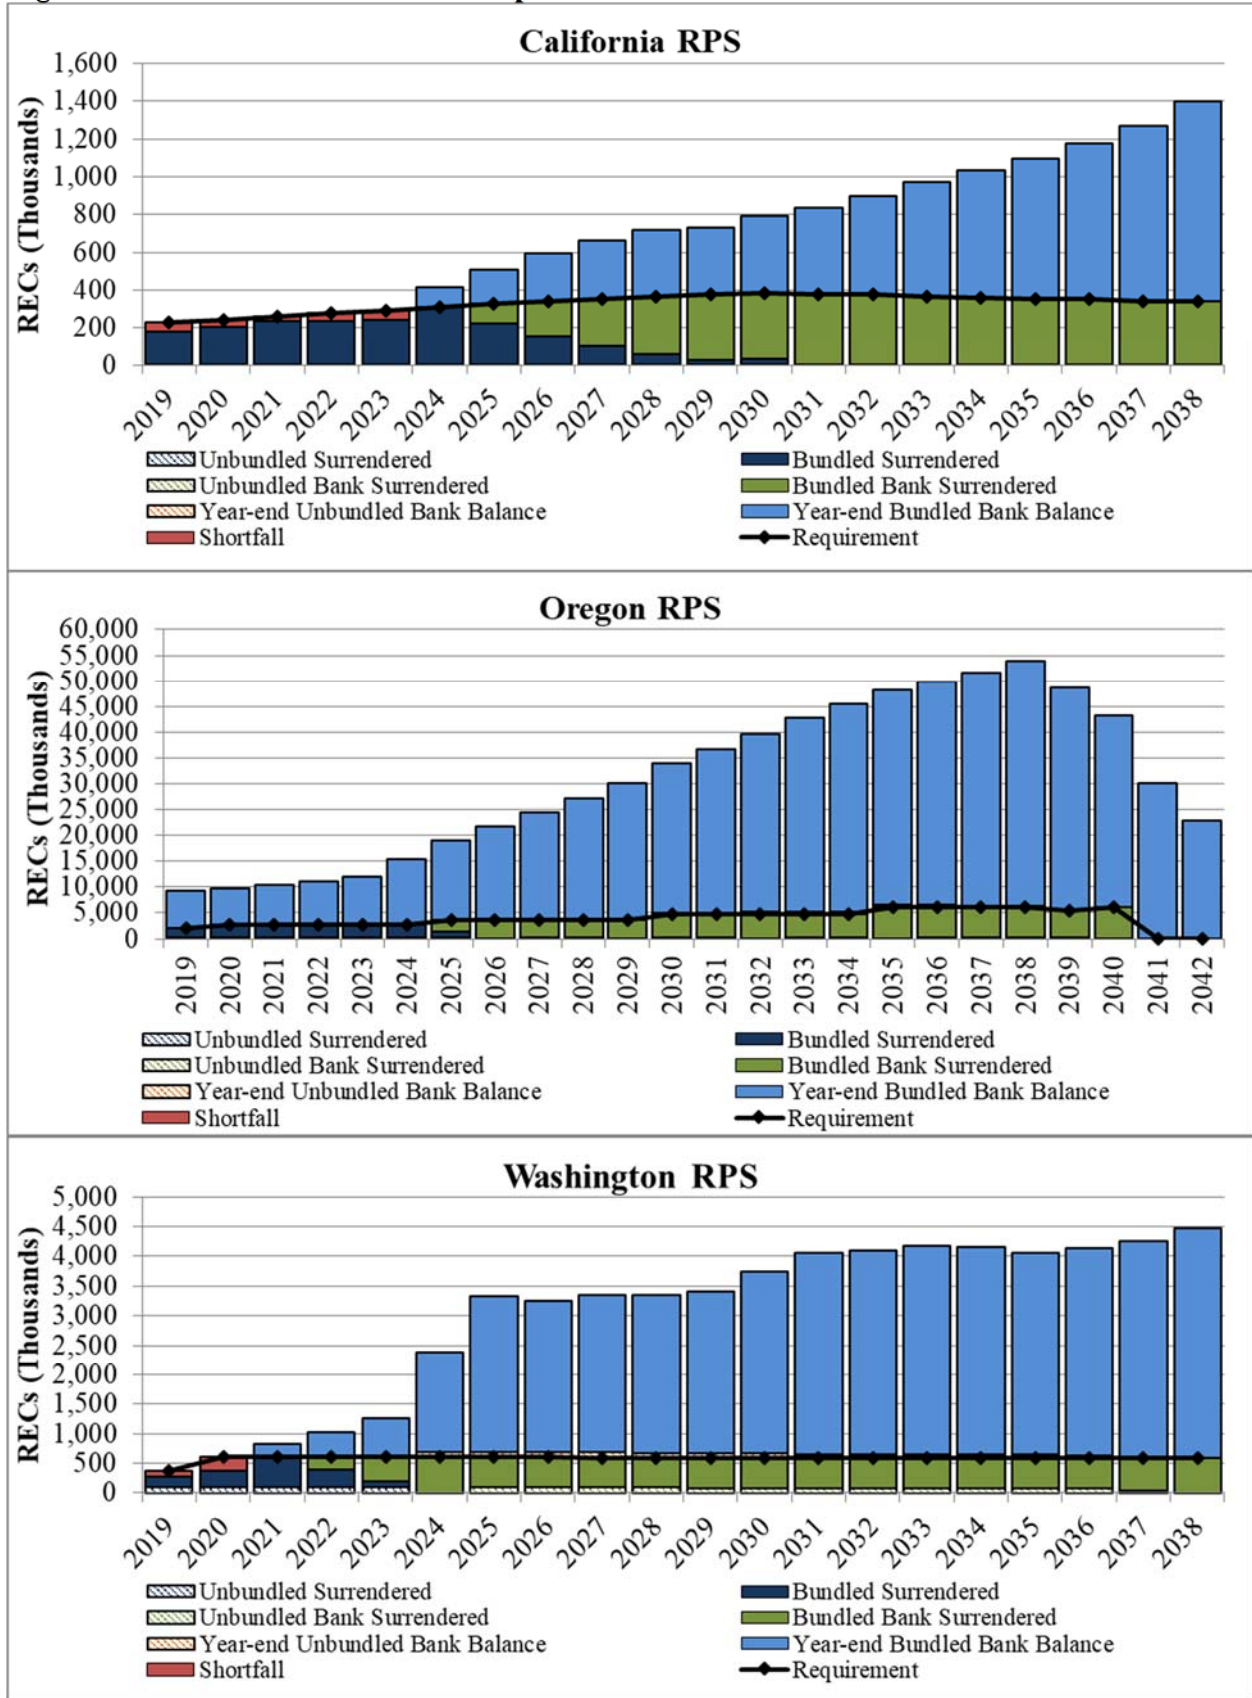 California RPS
RECs (Thousands)
1,600
1,400
1,200
1,000
800
600
400
200
0
2019 2020 2021 2022 2023 2024 2025 2026 2027 2028 2029 2030 2031 2032 2033 2034 2035 2036 2037 2038
Unbundled Surrendered Bundled Surrendered
Unbundled Bank Surrendered Bundled Bank Surrendered
Year-end Unbundled Bank Balance Year-end Bundled Bank Balance
Shortfall Requirement
Oregon RPS
RECs (Thousands)
60,000
55,000
50,000
45,000
40,000
35,000
30,000
25,000
20,000
15,000
10,000
5,000
0
2019 2020 2021 2022 2023 2024 2025 2026 2027 2028 2029 2030 2031 2032 2033 2034 2035 2036 2037 2038 2039 2040 2041 2042
Unbundled Surrendered Bundled Surrendered
Unbundled Bank Surrendered Bundled Bank Surrendered
Year-end Unbundled Bank Balance Year-end Bundled Bank Balance
Shortfall Requirement
Washington RPS
RECs (Thousands)
5,000
4,500
4,000
3,500
3,000
2,500
2,000
1,500
1,000
500
0
2019 2020 2021 2022 2023 2024 2025 2026 2027 2028 2029 2030 2031 2032 2033 2034 2035 2036 2037 2038
Unbundled Surrendered Bundled Surrendered
Unbundled Bank Surrendered Bundled Bank Surrendered
Year-end Unbundled Bank Balance Year-end Bundled Bank Balance
Shortfall Requirement